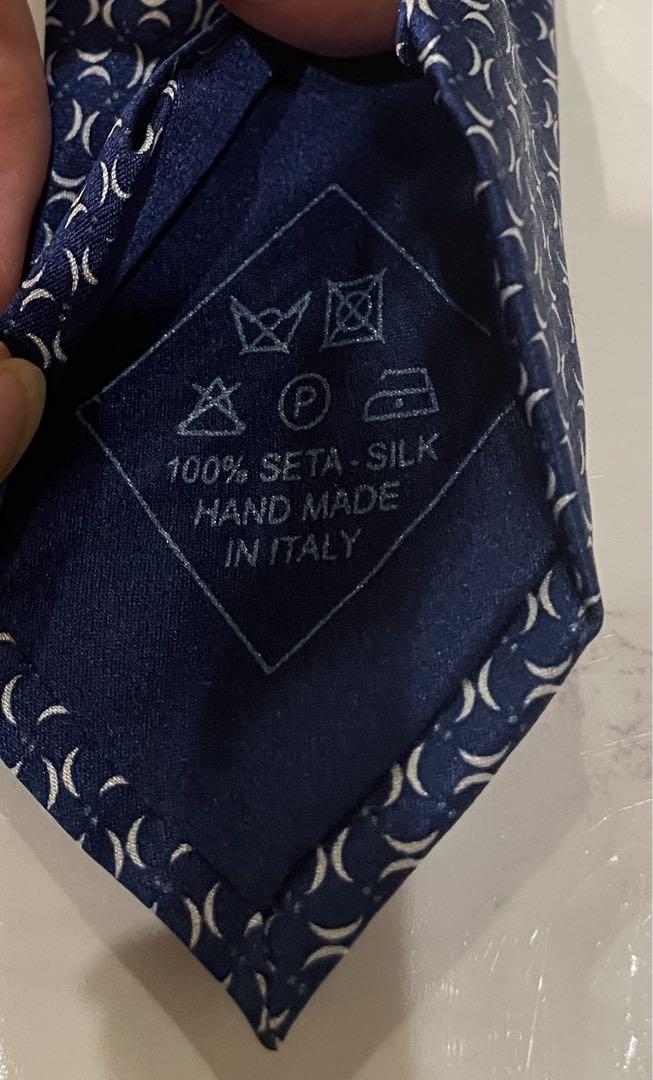 P
100% SETA - SILK
HAND MADE
IN ITALY